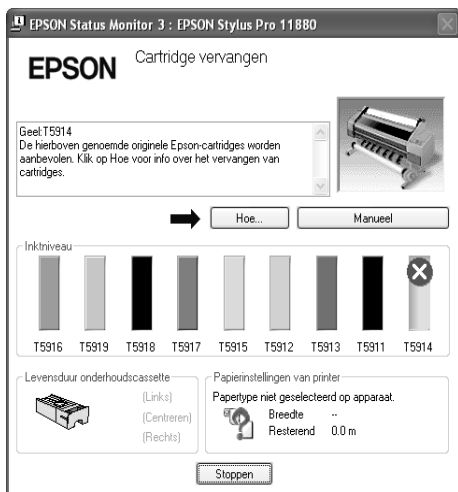 EPSON Status Monitor 3 : EPSON Stylus Pro 11880
EPSON
Cartridge vervangen
Geel:T5914
De hierboven genoemde originele Epson-cartridges worden
aanbevolen. Klik op Hoe voor info over het vervangen van
cartridges.
Hoe...
Manueel
Inktniveau
T5916 T5919 T5918 T5917 T5915 T5912 T5913 T5911 T5914
Levensduur onderhoudscassette
(Links)
(Centreren)
(Rechts)
Papierinstellingen van printer
Papertype niet geselecteerd op apparaat.
Breedte --
Resterend 0.0 m
Stoppen